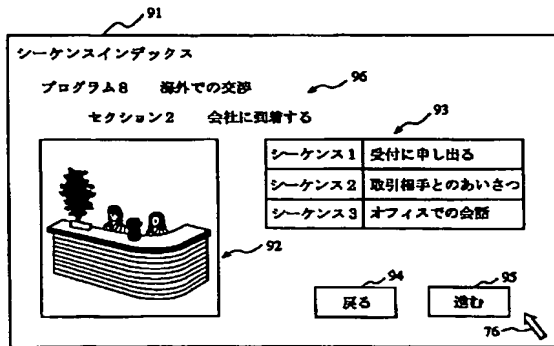 91
シーケンスインデックス
プログラム8 海外での交渉
96
セクション2 会社に到着する
93
シーケンス1 受付に申し出る
シーケンス2 取引相手とのあいさつ
シーケンス3 オフィスでの会話
92
94
95
戻る
進む
76